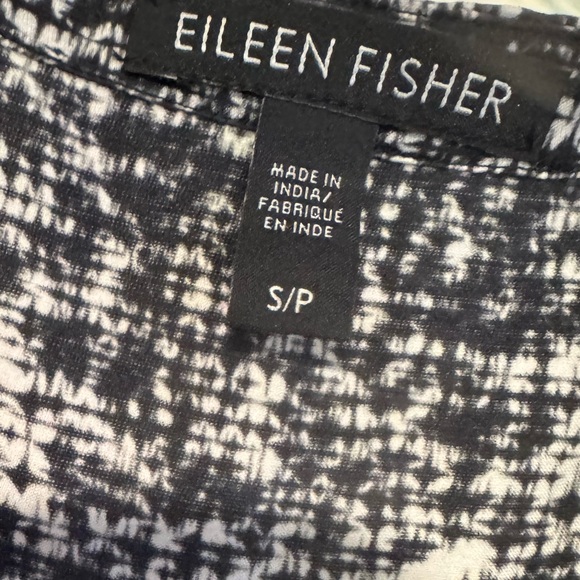 EILEEN FISHER
MADE IN
INDIA/
FABRIQUÉ
EN INDE
S/P